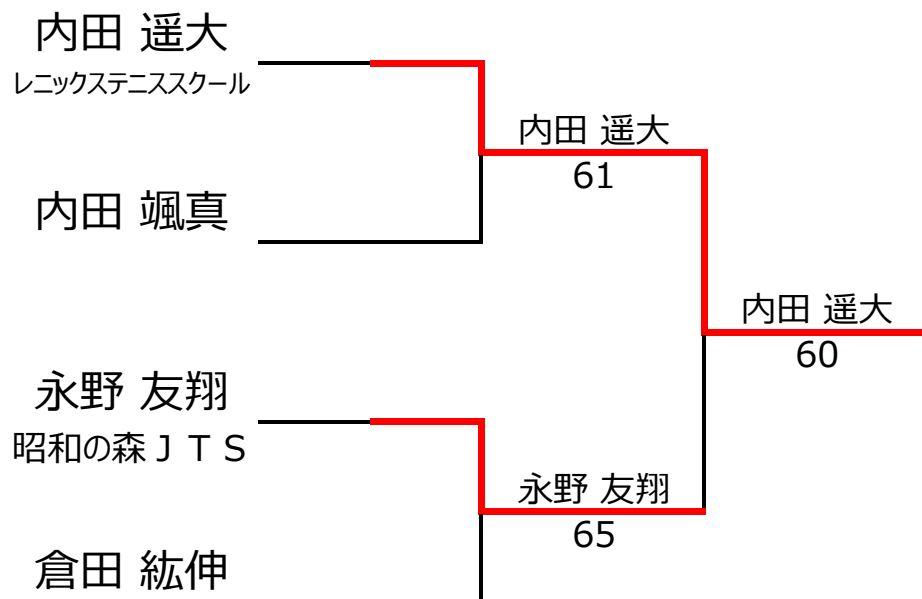 内田 遥大
レニックステニススクール
内田 遥大
61
内田 颯真
内田 遥大
60
永野 友翔
昭和の森ＪＴＳ
永野 友翔
65
倉田 紘伸